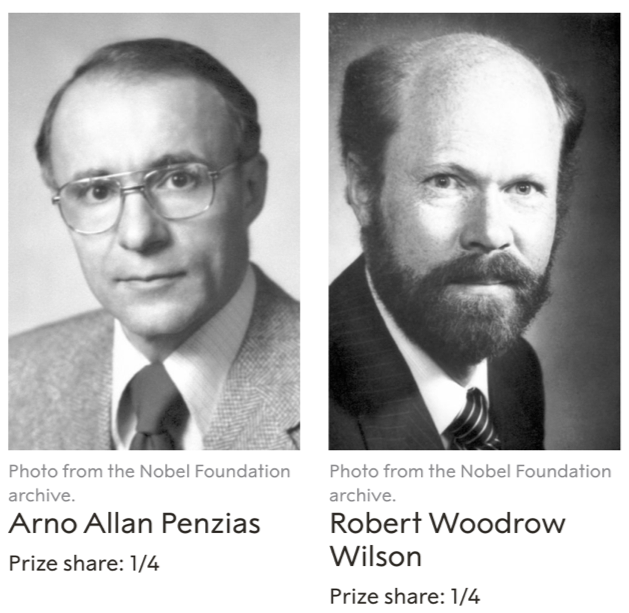 Photo from the Nobel Foundation
archive.
Arno Allan Penzias
Prize share: 1/4
Photo from the Nobel Foundation
archive.
Robert Woodrow
Wilson
Prize share: 1/4